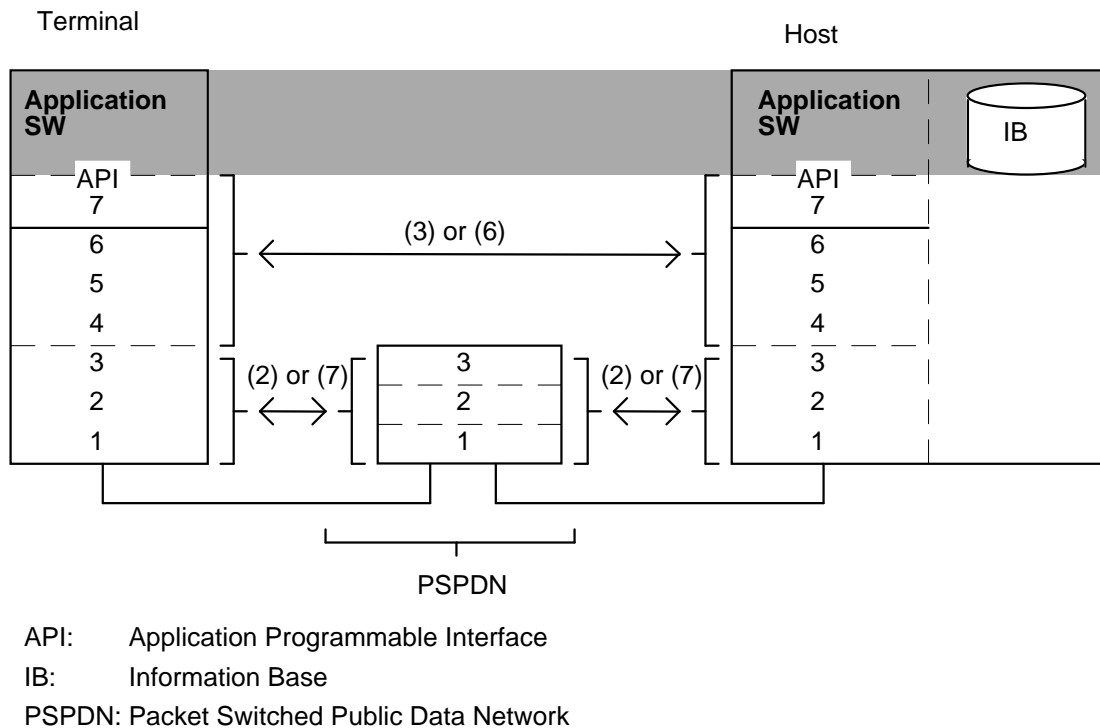 Terminal
Host
Application
SW
Application
SW
IB
API
API
7
7
(3) or (6)
6
6
5
5
4
4
3
3
3
(2) or (7)
(2) or (7)
2
2
2
1
1
1
PSPDN
API: Application Programmable Interface
IB: Information Base
PSPDN: Packet Switched Public Data Network